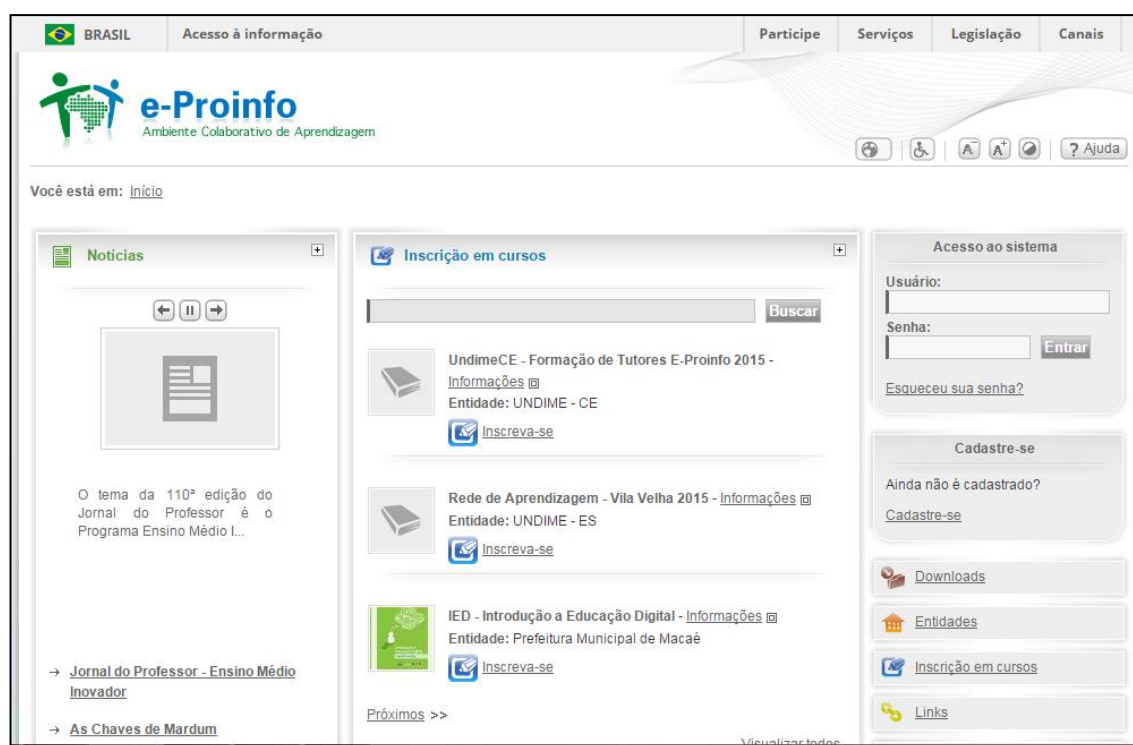 BRASIL Acesso à informação Participe Serviços Legislação Canais
e-Proinfo
Ambiente Colaborativo de Aprendizagem
A- A+ ? Ajuda
Você está em: Início
Notícias
O tema da 110ª edição do
Jornal do Professor é o
Programa Ensino Médio I...
→ Jornal do Professor - Ensino Médio
Inovador
→ As Chaves de Mardum
Inscrição em cursos
Buscar
UndimeCE - Formação de Tutores E-Proinfo 2015 -
Informações
Entidade: UNDIME - CE
Inscreva-se
Rede de Aprendizagem - Vila Velha 2015 - Informações
Entidade: UNDIME - ES
Inscreva-se
IED - Introdução a Educação Digital - Informações
Entidade: Prefeitura Municipal de Macaé
Inscreva-se
Próximos >>
Visualizar todos
Acesso ao sistema
Usuário:
Senha:
Entrar
Esqueceu sua senha?
Cadastre-se
Ainda não é cadastrado?
Cadastre-se
Downloads
Entidades
Inscrição em cursos
Links